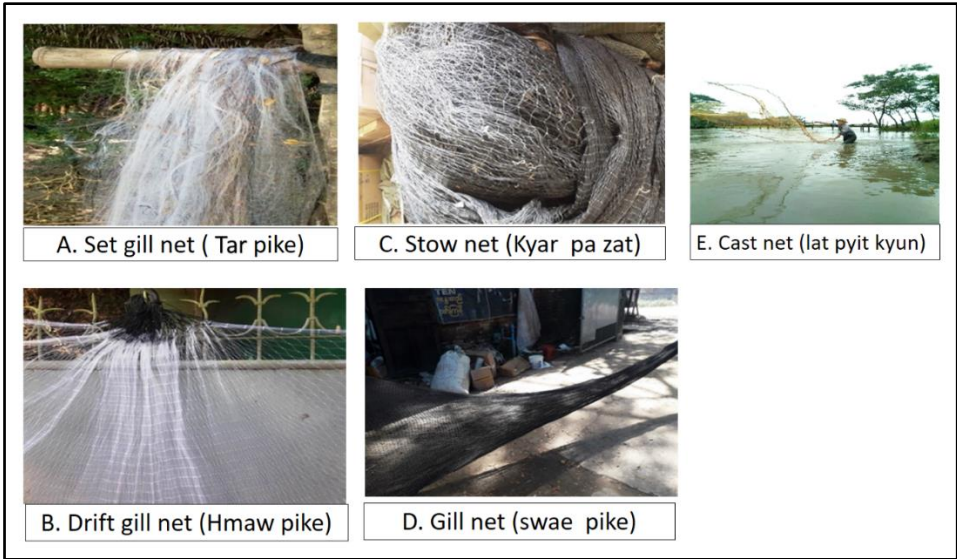 A. Set gill net ( Tar pike)
C. Stow net (Kyar pa zat)
E. Cast net (lat pyit kyun)
TEN
B. Drift gill net (Hmaw pike)
D. Gill net (swae pike)